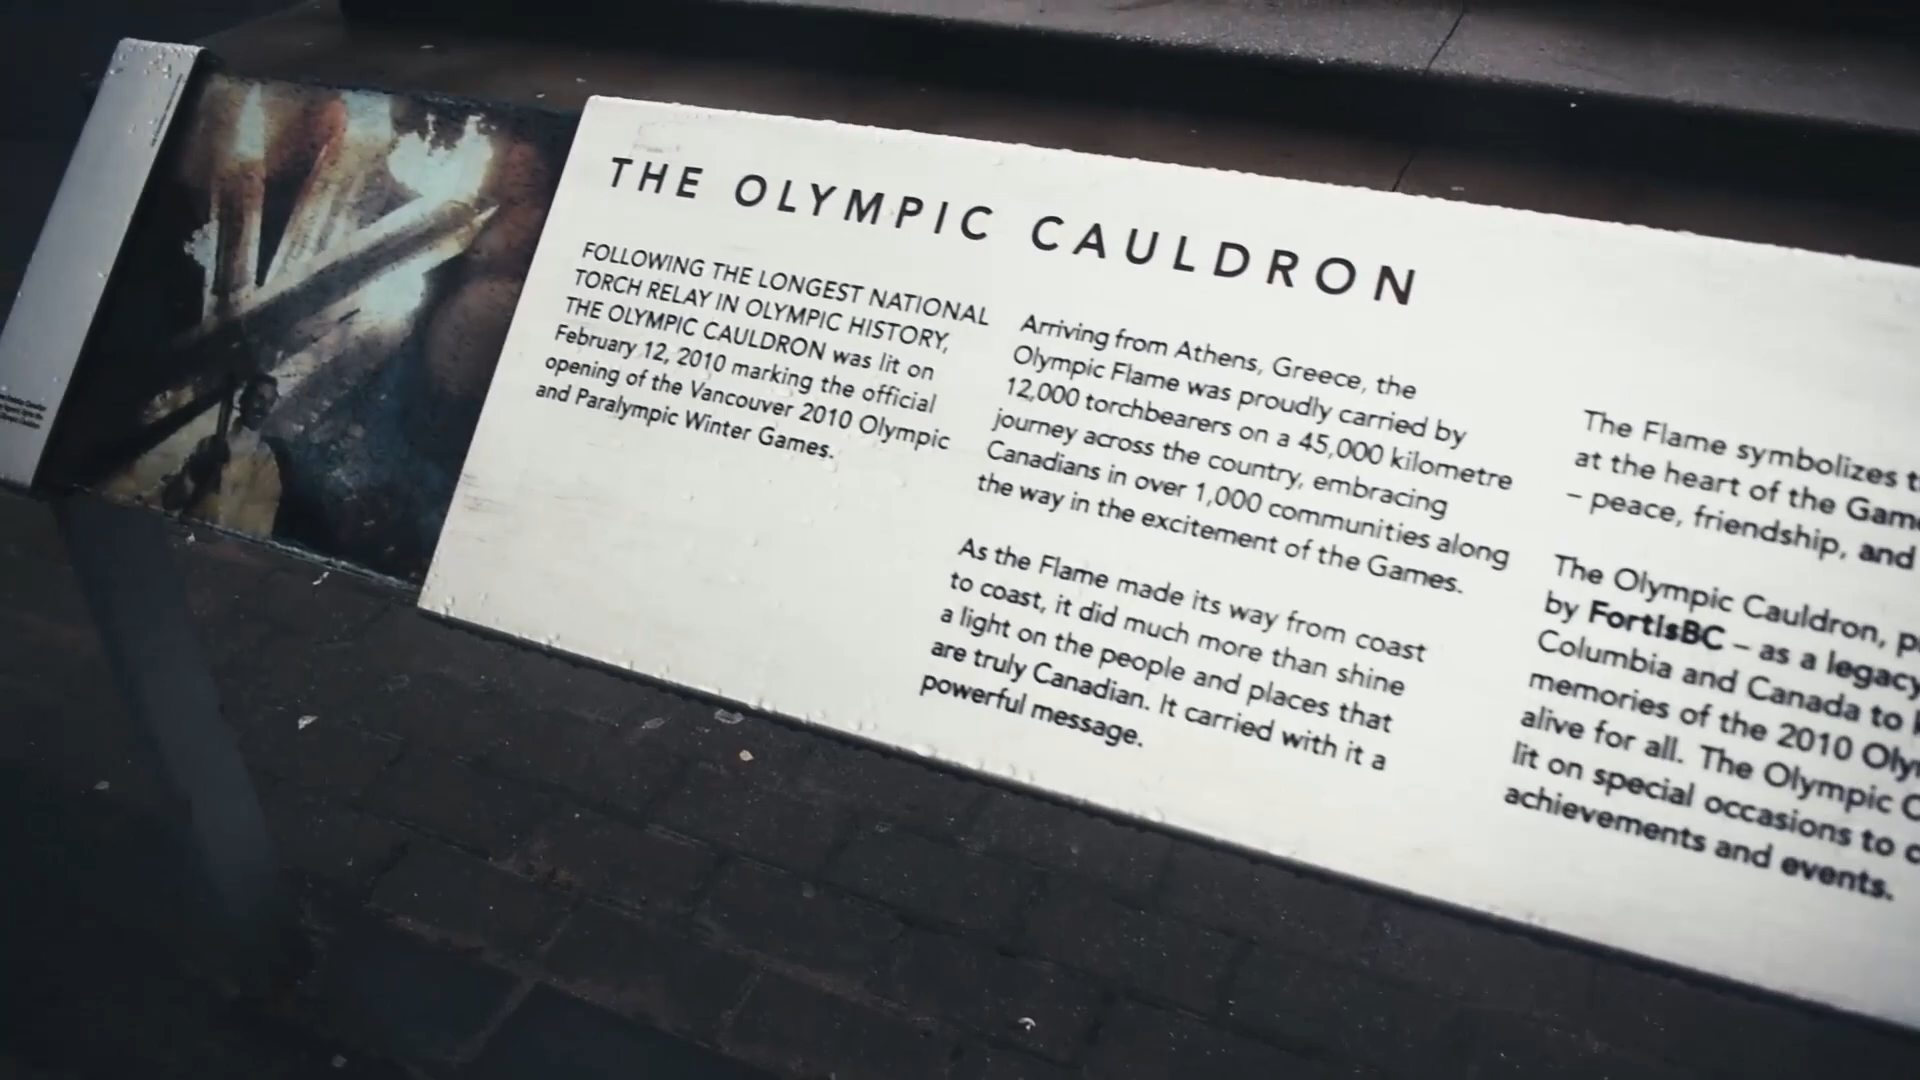 THE OLYMPIC CAULDRON
FOLLOWING THE LONGEST NATIONAL
TORCH RELAY IN OLYMPIC HISTORY,
THE OLYMPIC CAULDRON was lit on
February 12, 2010 marking the official
opening of the Vancouver 2010 Olympic
and Paralympic Winter Games.
Arriving from Athens, Greece, the
Olympic Flame was proudly carried by
12,000 torchbearers on a 45,000 kilometre
journey across the country, embracing
Canadians in over 1,000 communities along
the way in the excitement of the Games.
As the Flame made its way from coast
to coast, it did much more than shine
a light on the people and places that
are truly Canadian. It carried with it a
powerful message.
The Flame symbolizes
at the heart of the
– peace, friendship, and
The Olympic Cauldron,
by FortisBC – as a legacy
Columbia and Canada to
memories of the 2010
alive for all. The Olympic
lit on special occasions to
achievements and events.